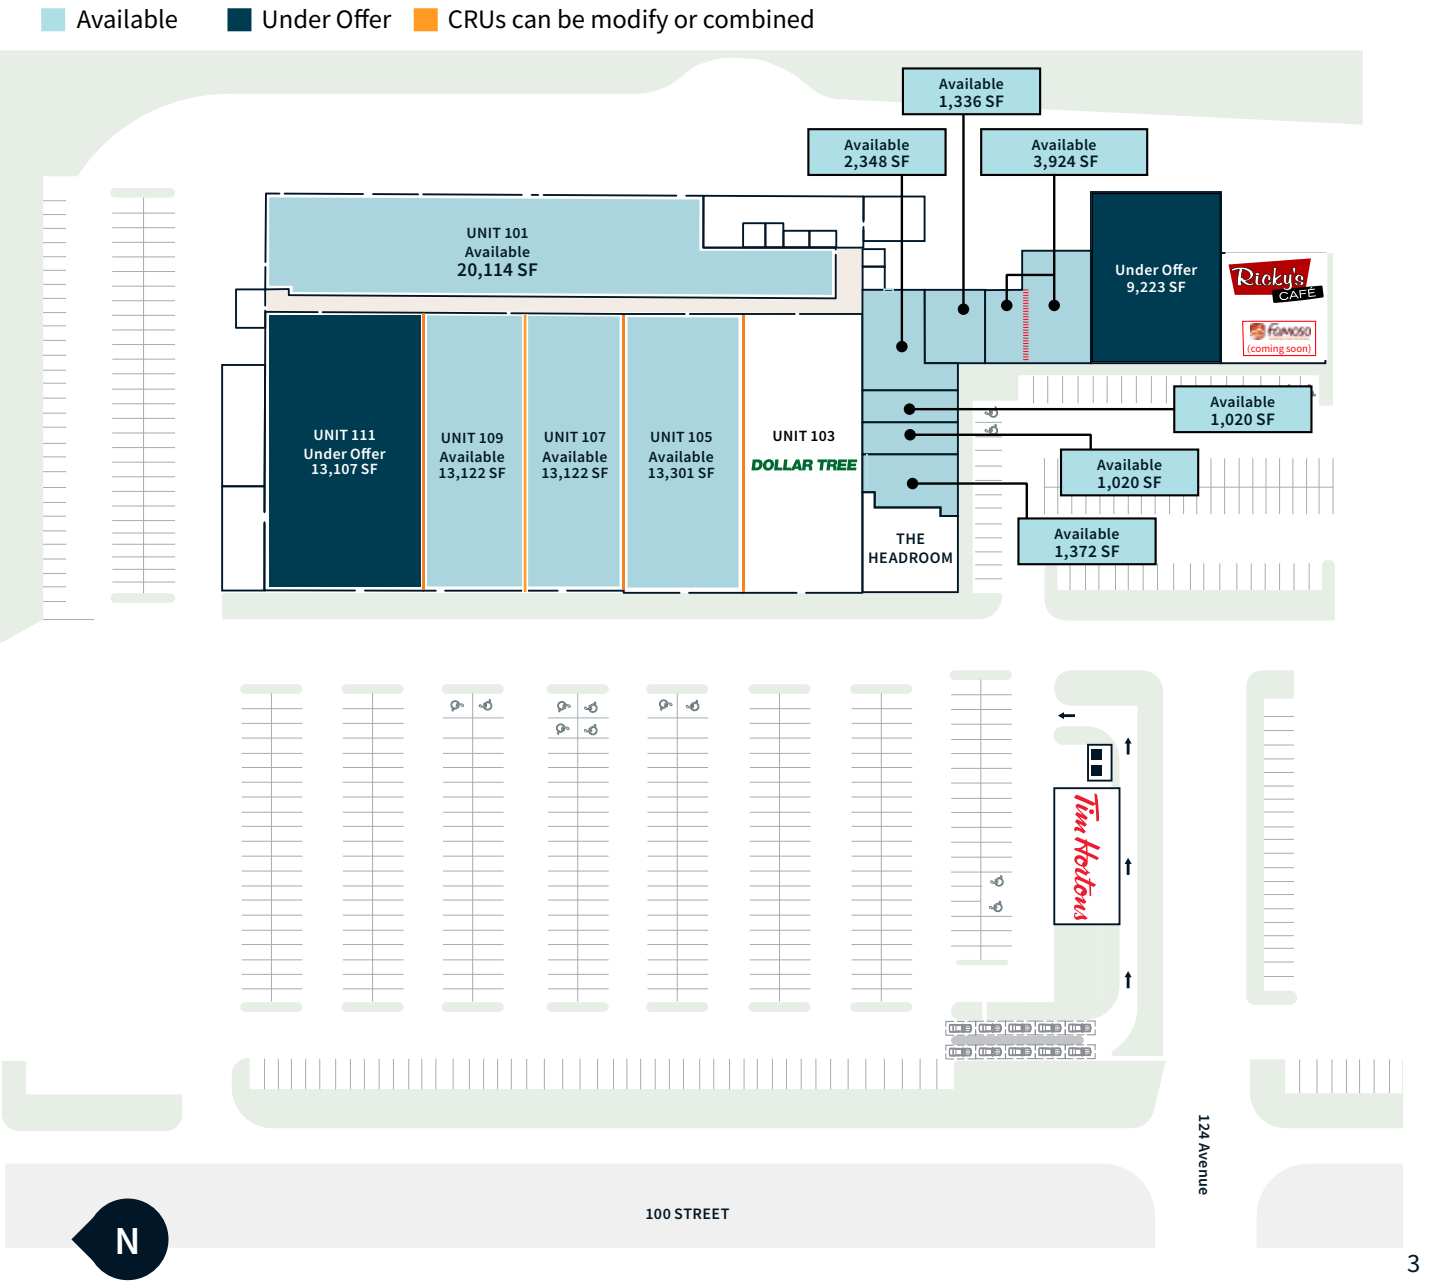 Available
Under Offer
CRUs can be modify or combined
Available
1,336 SF
Available
2,348 SF
Available
3,924 SF
UNIT 101
Available
20,114 SF
Under Offer
9,223 SF
Ricky's
CAFÉ
Famoso
(coming soon)
UNIT 111
Under Offer
13,107 SF
UNIT 109
Available
13,122 SF
UNIT 107
Available
13,122 SF
UNIT 105
Available
13,301 SF
UNIT 103
DOLLAR TREE
Available
1,020 SF
Available
1,020 SF
Available
1,372 SF
THE
HEADROOM
Tim Hortons
124 Avenue
100 STREET
N
3